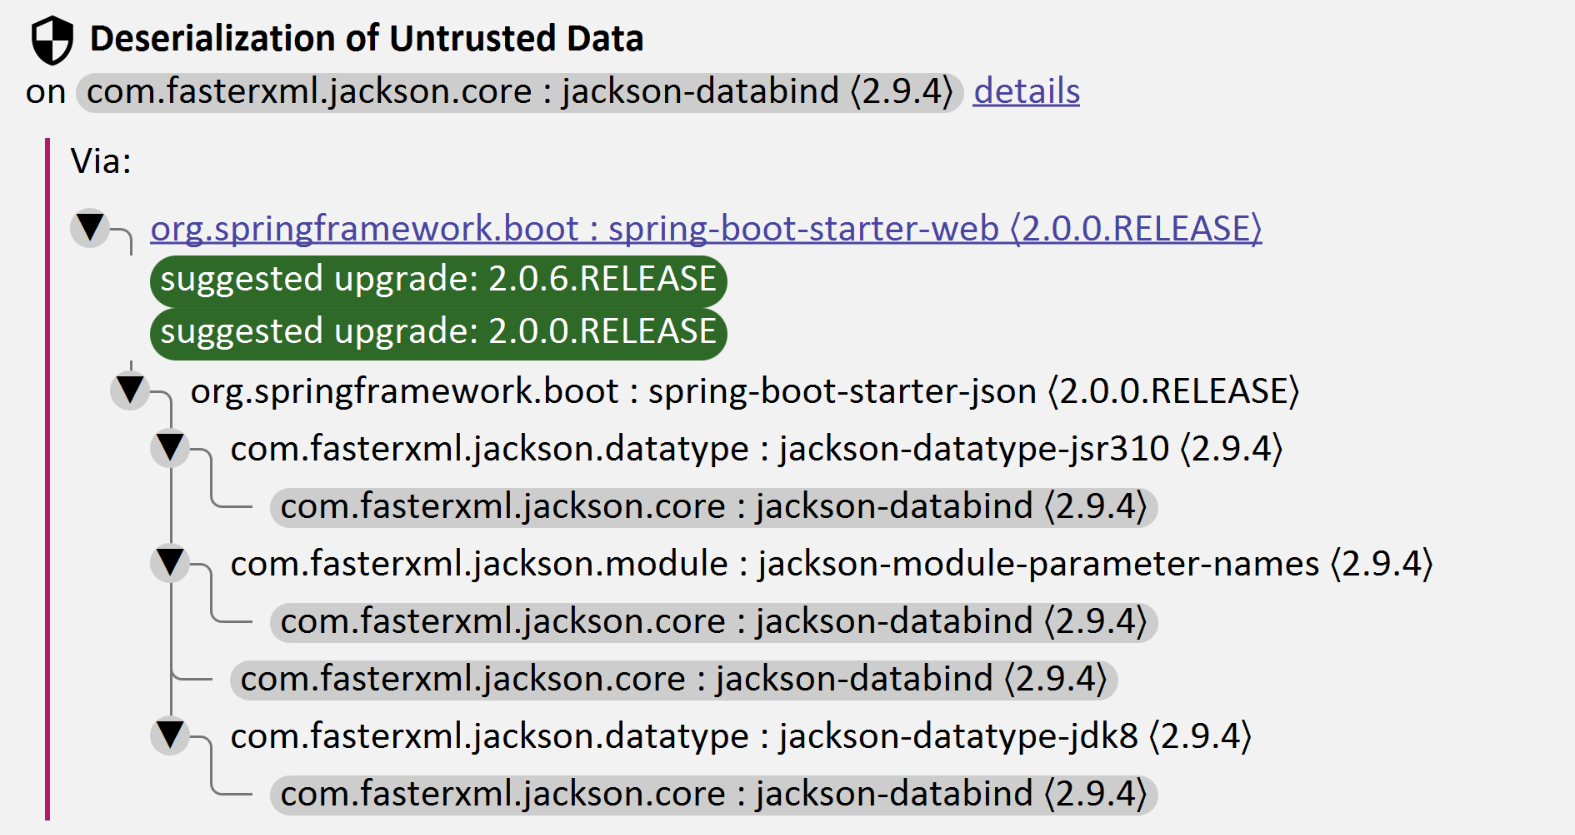 Deserialization of Untrusted Data
on com.fasterxml.jackson.core : jackson-databind ⟨2.9.4⟩ details
Via:
org.springframework.boot : spring-boot-starter-web ⟨2.0.0.RELEASE⟩
suggested upgrade: 2.0.6.RELEASE
suggested upgrade: 2.0.0.RELEASE
org.springframework.boot : spring-boot-starter-json ⟨2.0.0.RELEASE⟩
com.fasterxml.jackson.datatype : jackson-datatype-jsr310 ⟨2.9.4⟩
com.fasterxml.jackson.core : jackson-databind ⟨2.9.4⟩
com.fasterxml.jackson.module : jackson-module-parameter-names ⟨2.9.4⟩
com.fasterxml.jackson.core : jackson-databind ⟨2.9.4⟩
com.fasterxml.jackson.core : jackson-databind ⟨2.9.4⟩
com.fasterxml.jackson.datatype : jackson-datatype-jdk8 ⟨2.9.4⟩
com.fasterxml.jackson.core : jackson-databind ⟨2.9.4⟩